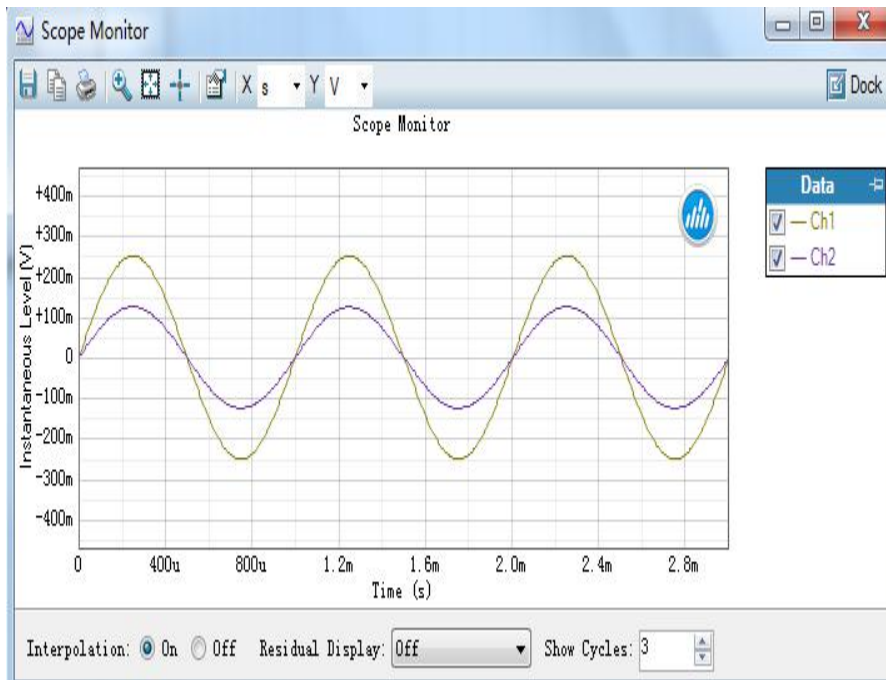 Scope Monitor
X s Y V Dock
Scope Monitor
Instantaneous Level(V)
+400m
+300m
+200m
+100m
0
-100m
-200m
-300m
-400m
0 400u 800u 1.2m 1.6m 2.0m 2.4m 2.8m
Time (s)
Data
Ch1
Ch2
Interpolation: On Off Residual Display: Off Show Cycles: 3